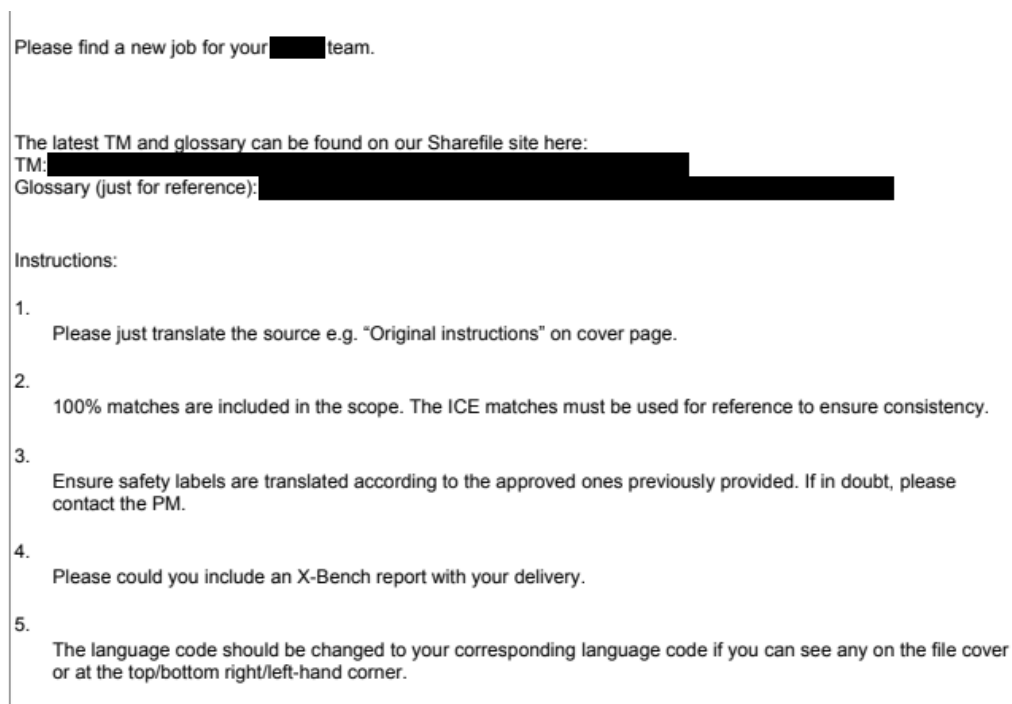 Please find a new job for your team.
The latest TM and glossary can be found on our Sharefile site here:
TM:
Glossary (just for reference):
Instructions:
1.
Please just translate the source e.g. “Original instructions” on cover page.
2.
100% matches are included in the scope. The ICE matches must be used for reference to ensure consistency.
3.
Ensure safety labels are translated according to the approved ones previously provided. If in doubt, please
contact the PM.
4.
Please could you include an X-Bench report with your delivery.
5.
The language code should be changed to your corresponding language code if you can see any on the file cover
or at the top/bottom right/left-hand corner.